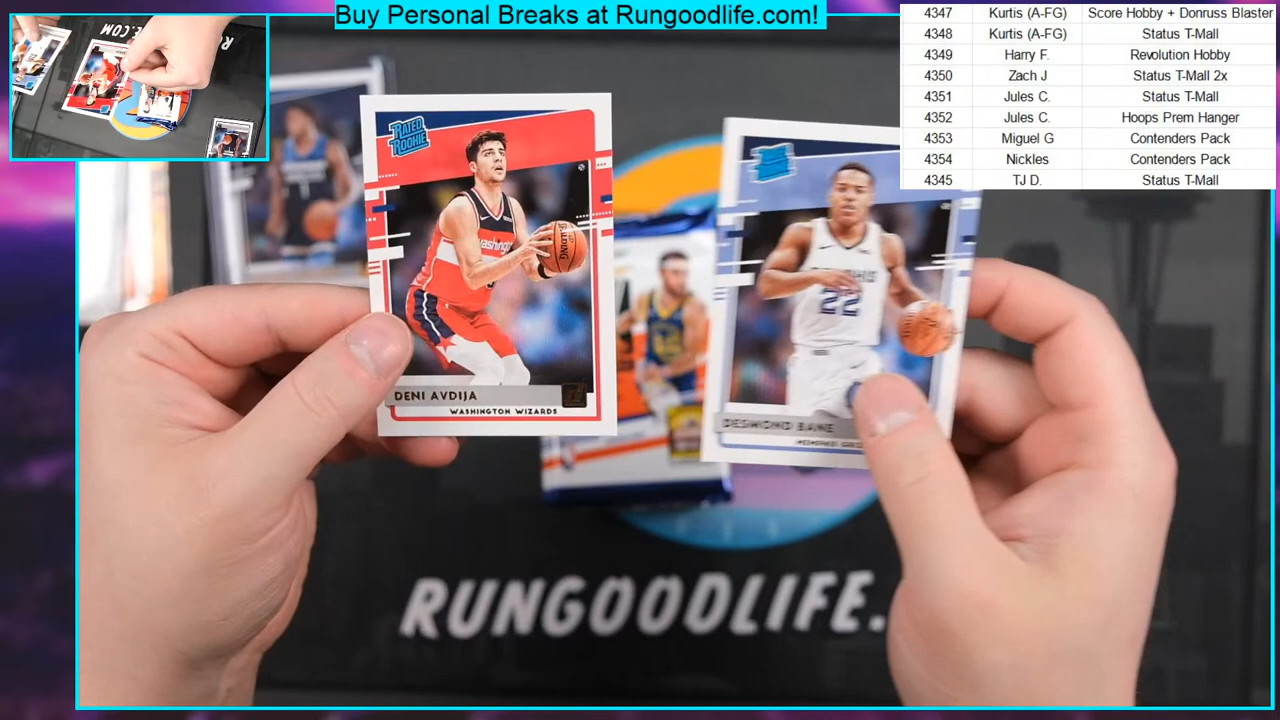 Buy Personal Breaks at Rungoodlife.com!
4347 Kurtis (A-FG) Score Hobby + Donruss Blaster
4348 Kurtis (A-FG) Status T-Mall
4349 Harry F. Revolution Hobby
4350 Zach J Status T-Mall 2x
4351 Jules C. Status T-Mall
4352 Jules C. Hoops Prem Hanger
4353 Miguel G Contenders Pack
4354 Nickles Contenders Pack
4345 TJ D. Status T-Mall
RATED
ROOKIE
Washington
SPALDING
DENI AVDIJA
WASHINGTON WIZARDS
22
DESMOND BANE
RUNGOODLIFE.